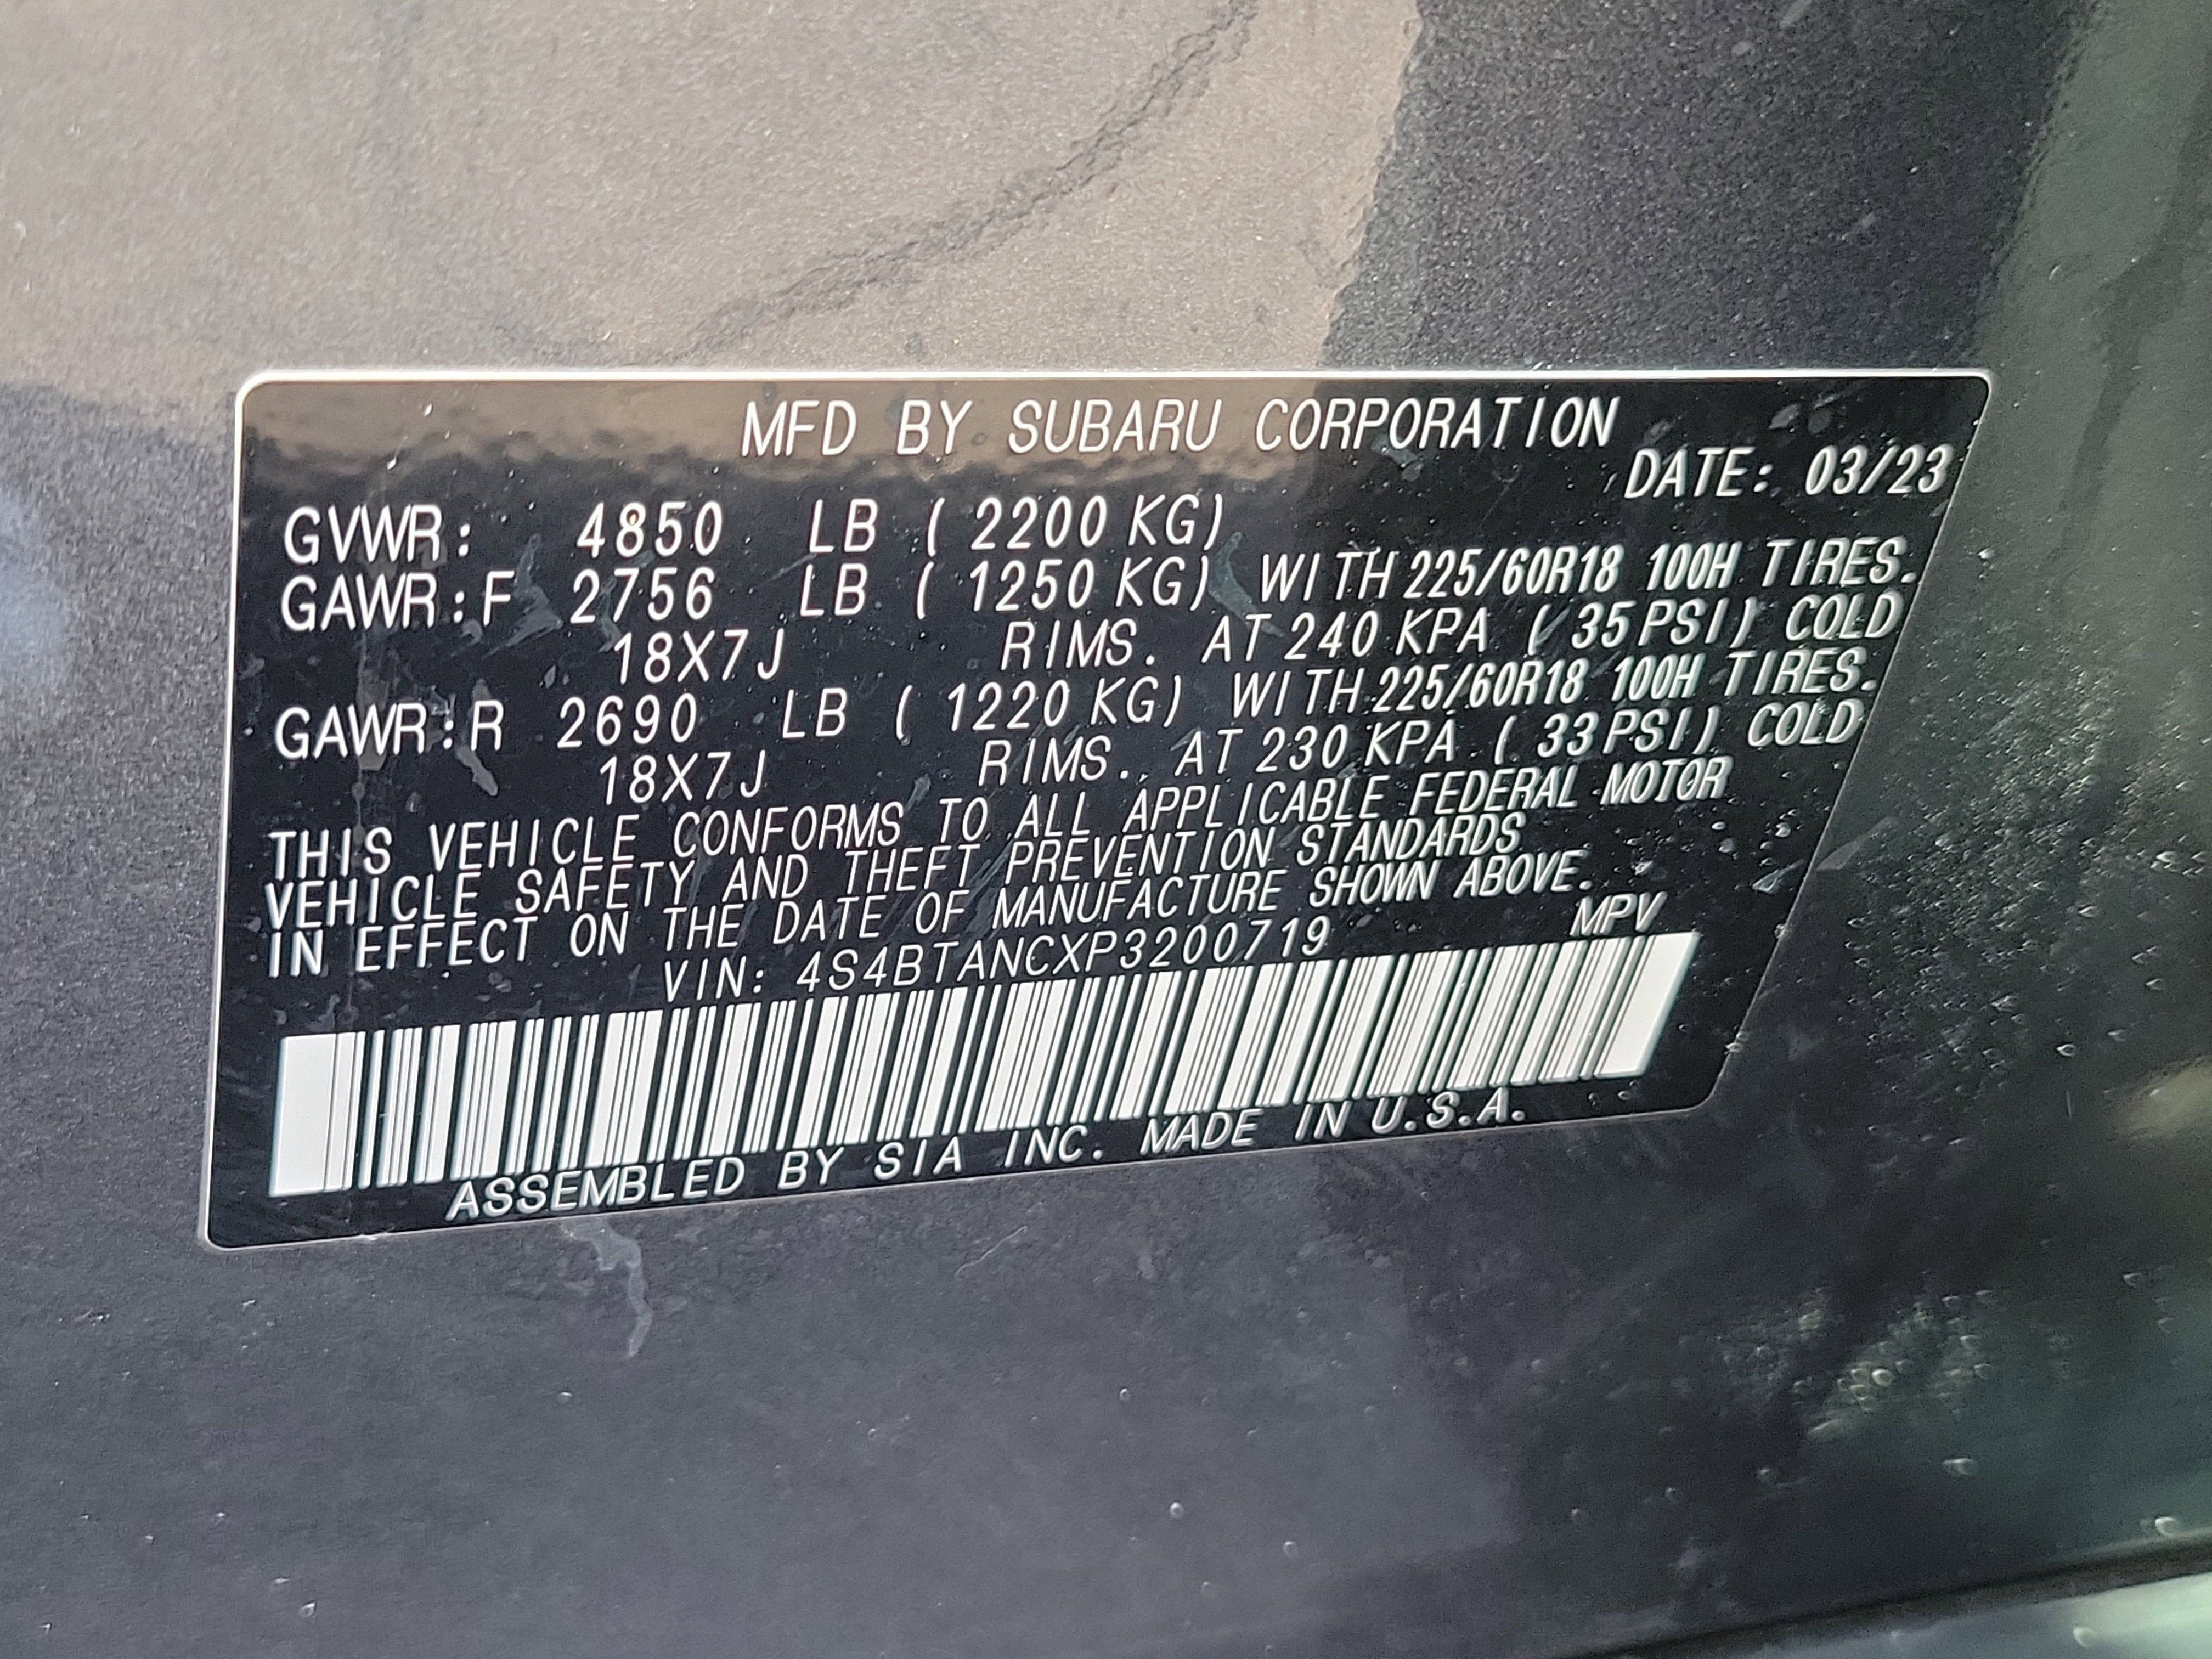 MFD BY SUBARU CORPORATION
DATE: 03/23
GVWR: 4850 LB ( 2200 KG)
GAWR:F 2756 LB ( 1250 KG) WITH 225/60R18 100H TIRES.
18X7J RIMS. AT 240 KPA ( 35 PSI) COLD
GAWR:R 2690 LB ( 1220 KG) WITH 225/60R18 100H TIRES.
18X7J RIMS. AT 230 KPA ( 33 PSI) COLD
THIS VEHICLE CONFORMS TO ALL APPLICABLE FEDERAL MOTOR
VEHICLE SAFETY AND THEFT PREVENTION STANDARDS
IN EFFECT ON THE DATE OF MANUFACTURE SHOWN ABOVE.
VIN: 4S4BTANCXP3200719 MPV
ASSEMBLED BY SIA INC. MADE IN U.S.A.